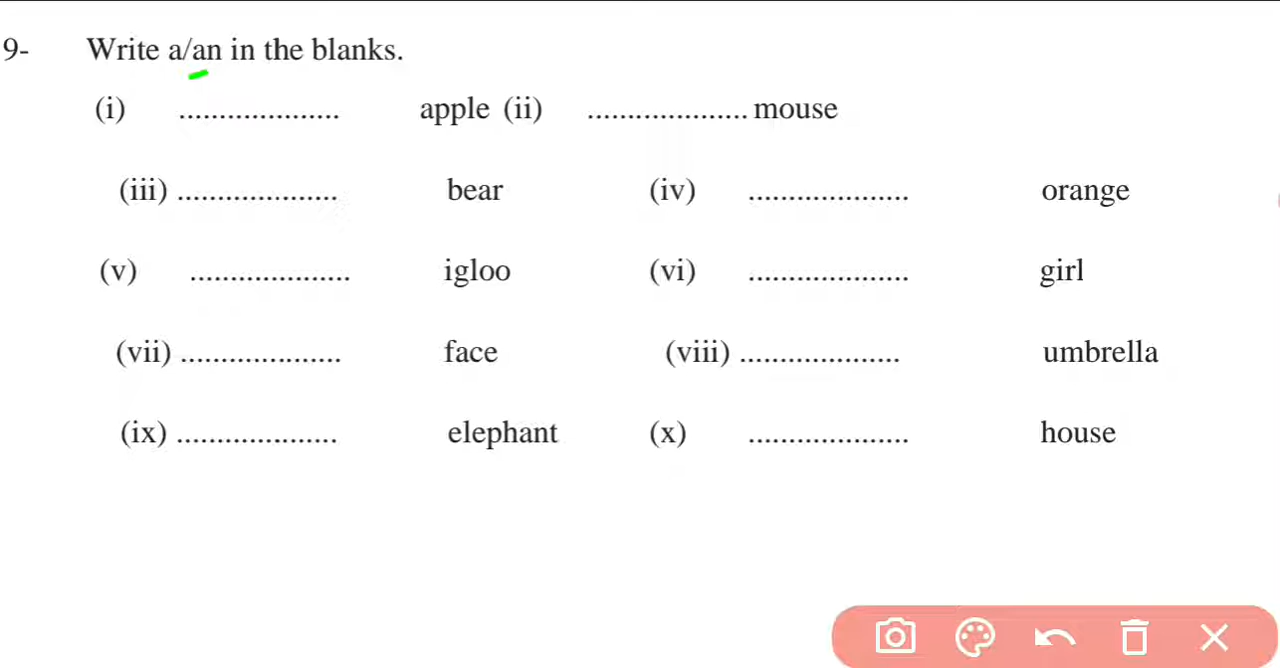 9- Write a/an in the blanks.
(i) .................... apple (ii) .................... mouse
(iii) .................... bear (iv) .................... orange
(v) .................... igloo (vi) .................... girl
(vii) .................... face (viii) .................... umbrella
(ix) .................... elephant (x) .................... house